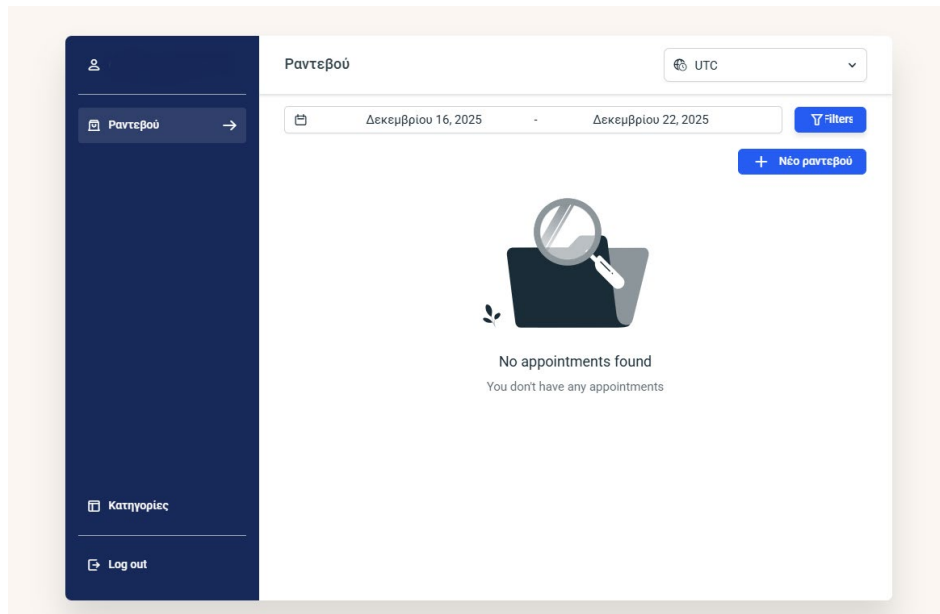 Ραντεβού
UTC
Ραντεβού
Δεκεμβρίου 16, 2025 - Δεκεμβρίου 22, 2025
Filters
Νέο ραντεβού
No appointments found
You don't have any appointments
Κατηγορίες
Log out